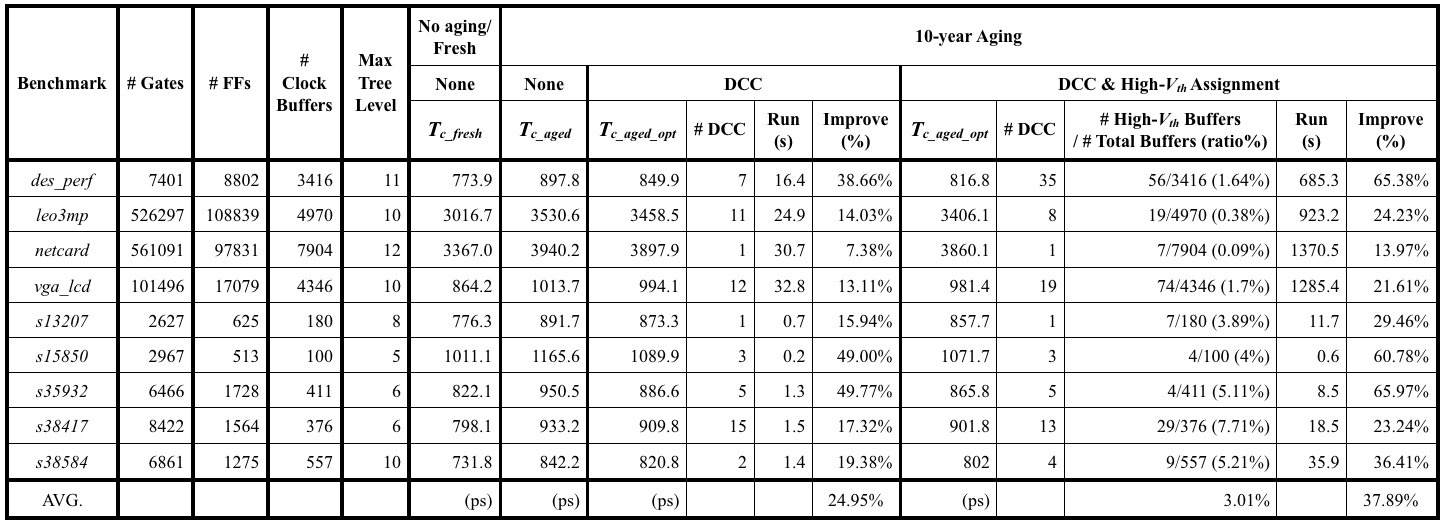 Benchmark # Gates # FFs # Clock Buffers Max Tree Level No aging/ Fresh 10-year Aging
None None DCC DCC & High-Vth Assignment
Tc_fresh Tc_aged Tc_aged_opt # DCC Run (s) Improve (%) Tc_aged_opt # DCC # High-Vth Buffers / # Total Buffers (ratio%) Run (s) Improve (%)
des_perf 7401 8802 3416 11 773.9 897.8 849.9 7 16.4 38.66% 816.8 35 56/3416 (1.64%) 685.3 65.38%
leo3mp 526297 108839 4970 10 3016.7 3530.6 3458.5 11 24.9 14.03% 3406.1 8 19/4970 (0.38%) 923.2 24.23%
netcard 561091 97831 7904 12 3367.0 3940.2 3897.9 1 30.7 7.38% 3860.1 1 7/7904 (0.09%) 1370.5 13.97%
vga_lcd 101496 17079 4346 10 864.2 1013.7 994.1 12 32.8 13.11% 981.4 19 74/4346 (1.7%) 1285.4 21.61%
s13207 2627 625 180 8 776.3 891.7 873.3 1 0.7 15.94% 857.7 1 7/180 (3.89%) 11.7 29.46%
s15850 2967 513 100 5 1011.1 1165.6 1089.9 3 0.2 49.00% 1071.7 3 4/100 (4%) 0.6 60.78%
s35932 6466 1728 411 6 822.1 950.5 886.6 5 1.3 49.77% 865.8 5 4/411 (5.11%) 8.5 65.97%
s38417 8422 1564 376 6 798.1 933.2 909.8 15 1.5 17.32% 901.8 13 29/376 (7.71%) 18.5 23.24%
s38584 6861 1275 557 10 731.8 842.2 820.8 2 1.4 19.38% 802 4 9/557 (5.21%) 35.9 36.41%
AVG. (ps) (ps) (ps) 24.95% (ps) 3.01% 37.89%